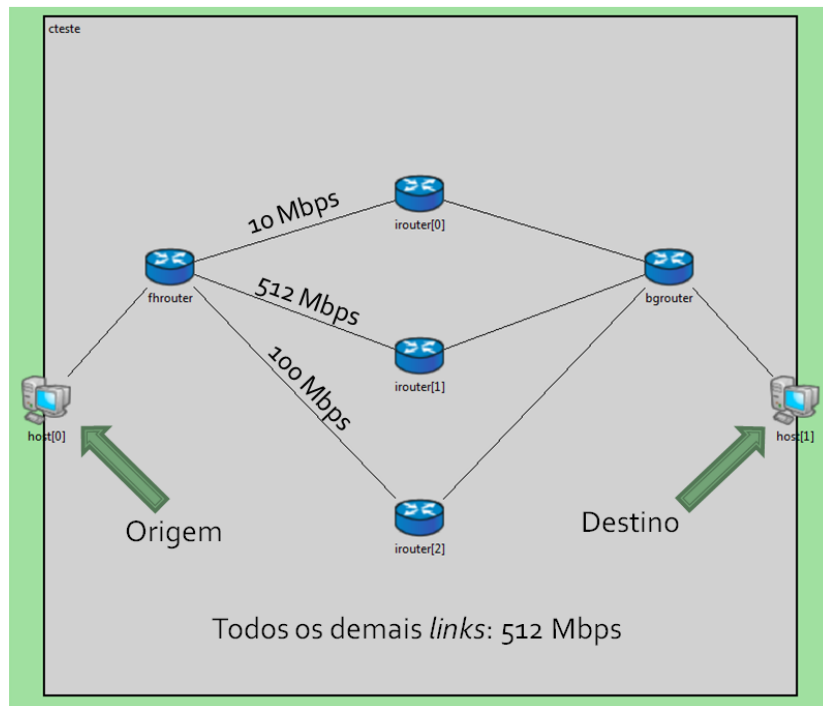 cteste
10 Mbps
irouter[0]
fhrouter
bgrouter
512 Mbps
100 Mbps
irouter[1]
host[0]
host[1]
Origem
Destino
irouter[2]
Todos os demais links: 512 Mbps